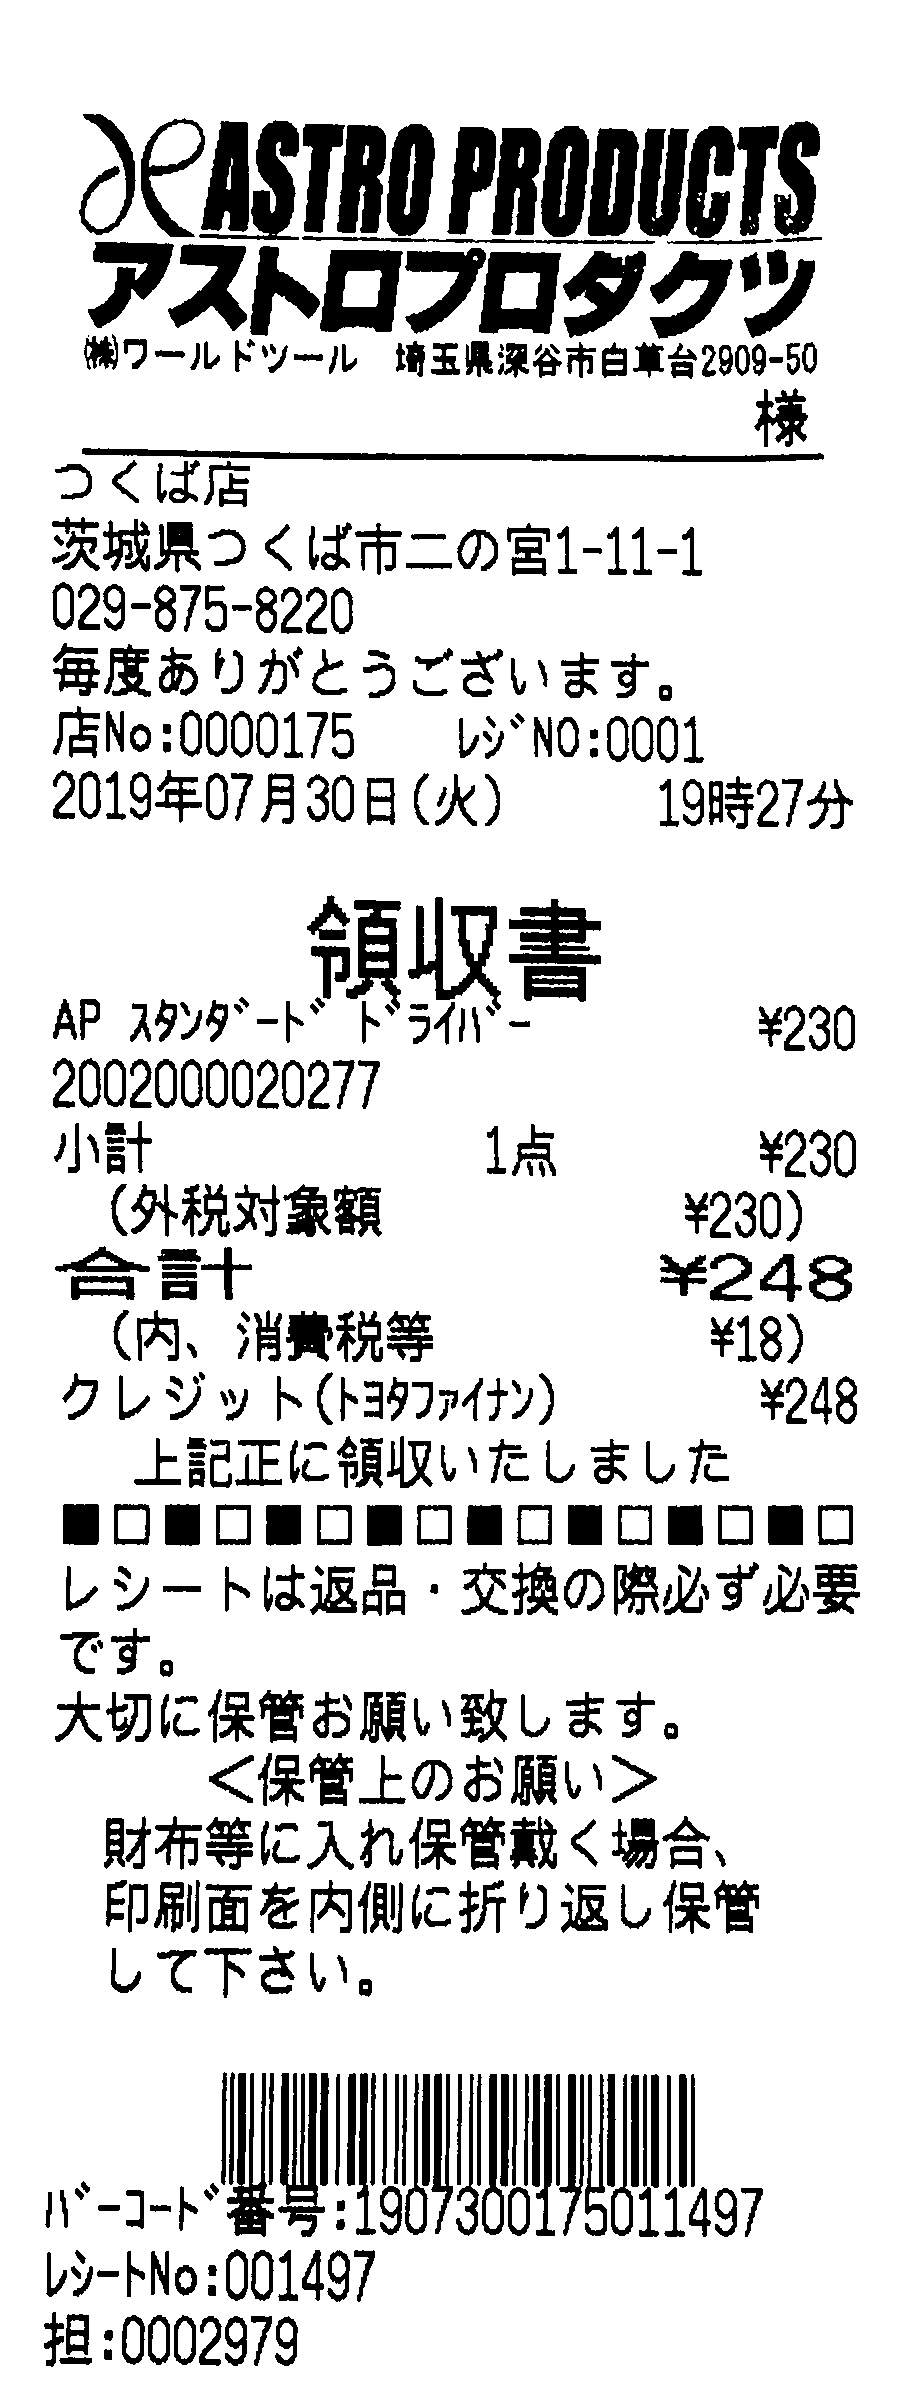 ASTRO PRODUCTS
アストロプロダクツ
㈱ワールドツール 埼玉県深谷市白草台2909-50
様
つくば店
茨城県つくば市二の宮1-11-1
029-875-8220
毎度ありがとうございます。
店No:0000175 ﾚｼﾞNO:0001
2019年07月30日(火) 19時27分
領収書
AP ｽﾀﾝﾀﾞｰﾄﾞ ﾄﾞﾗｲﾊﾞｰ ¥230
2002000020277
小計 1点 ¥230
(外税対象額 ¥230)
合計 ¥248
(内、消費税等 ¥18)
クレジット(ﾄﾖﾀﾌｧｲﾅﾝ) ¥248
上記正に領収いたしました
■□■□■□■□■□■□■□■□
レシートは返品・交換の際必ず必要
です。
大切に保管お願い致します。
＜保管上のお願い＞
財布等に入れ保管戴く場合、
印刷面を内側に折り返し保管
して下さい。
ﾊﾞｰｺｰﾄﾞ番号:1907300175011497
ﾚｼｰﾄNo:001497
担:0002979